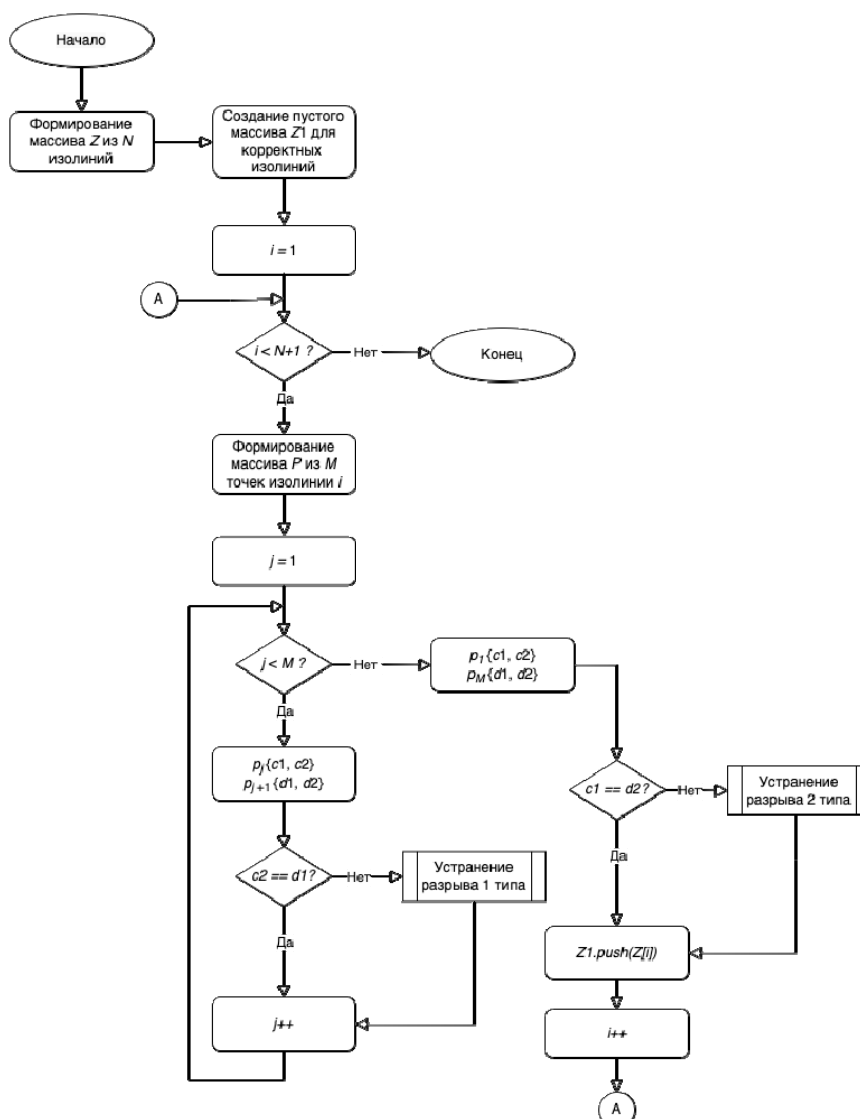 Начало
Формирование
массива Z из N
изолиний
Создание пустого
массива Z1 для
корректных
изолиний
i = 1
А
i < N+1 ?
Нет
Конец
Да
Формирование
массива P из M
точек изолинии i
j = 1
j < M ?
Нет
p1{c1, c2}
pM{d1, d2}
Да
pj{c1, c2}
pj+1{d1, d2}
c1 == d2?
Нет
Устранение
разрыва 2 типа
Да
c2 == d1?
Нет
Устранение
разрыва 1 типа
Да
Z1.push(Z[i])
j++
i++
А